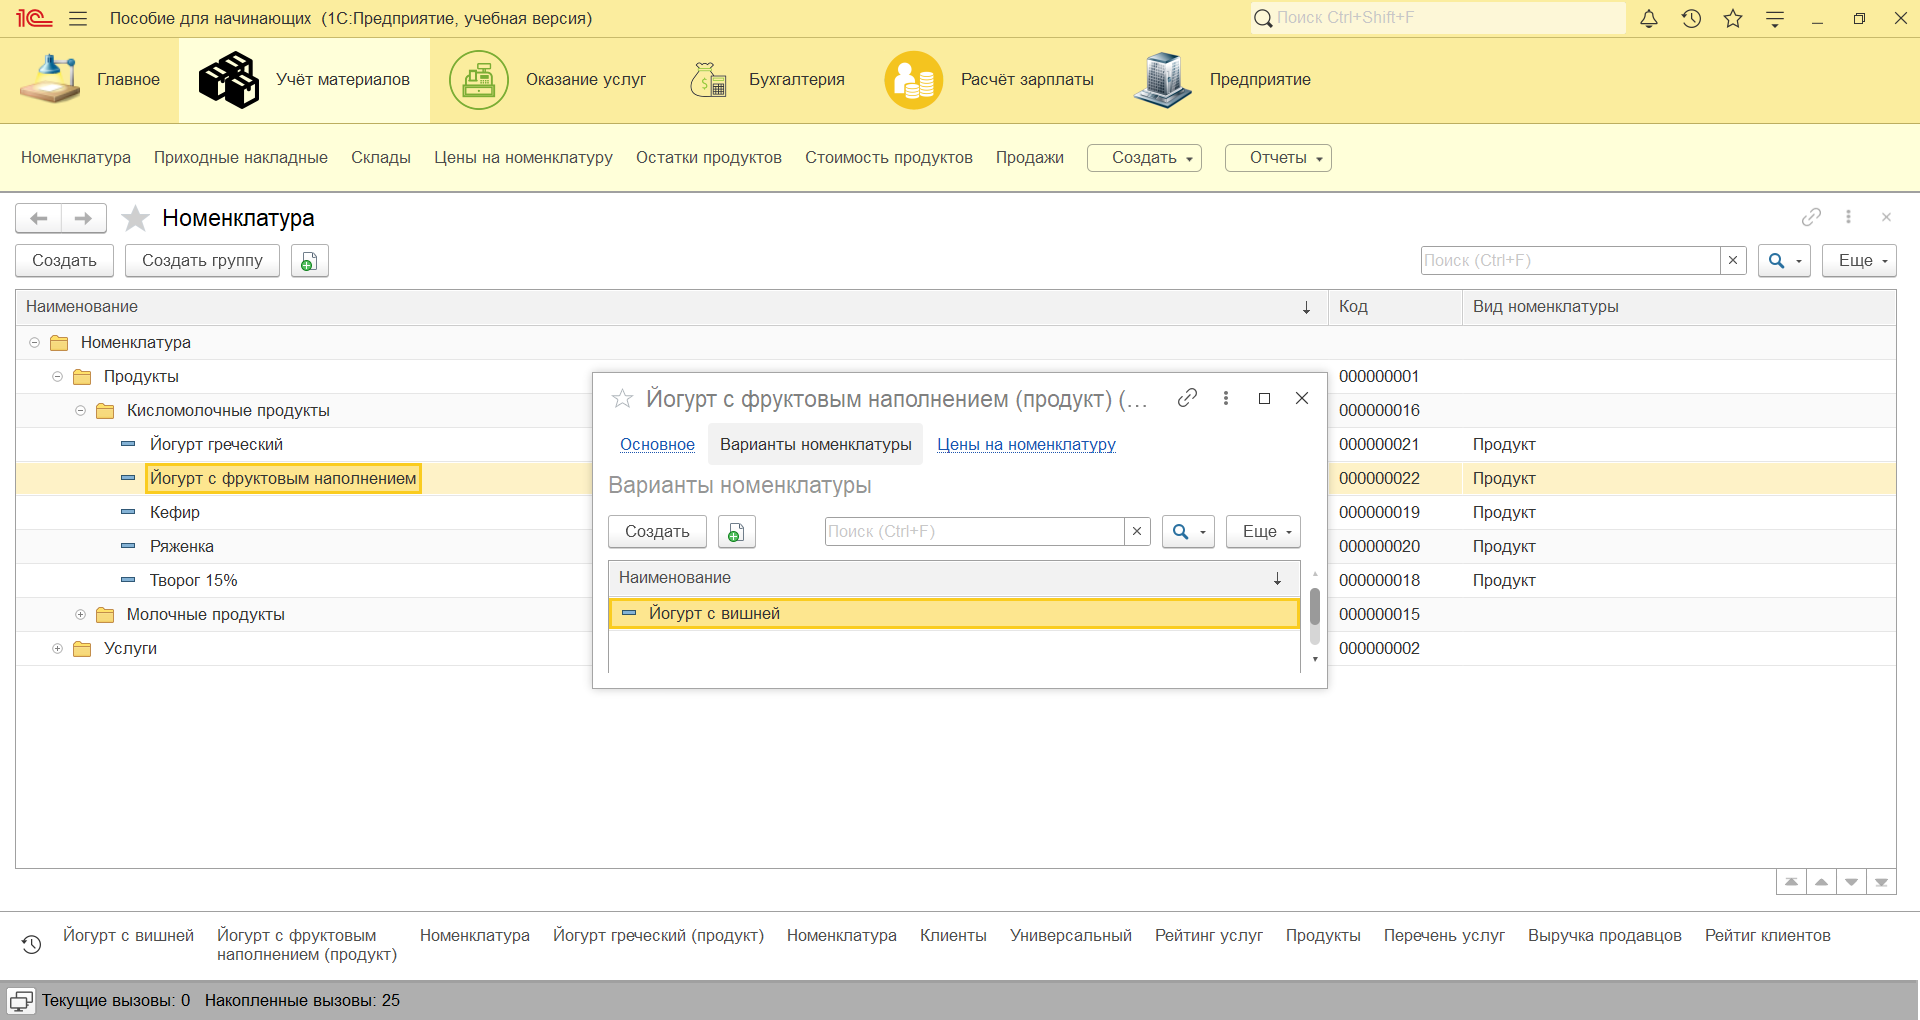 Пособие для начинающих (1С:Предприятие, учебная версия)
Поиск Ctrl+Shift+F
Главное
Учёт материалов
Оказание услуг
Бухгалтерия
Расчёт зарплаты
Предприятие
Номенклатура Приходные накладные Склады Цены на номенклатуру Остатки продуктов Стоимость продуктов Продажи Создать Отчеты
Номенклатура
Создать Создать группу Поиск (Ctrl+F) × Еще
Наименование Код Вид номенклатуры
Номенклатура
Продукты 000000001
Кисломолочные продукты 000000016
Йогурт греческий 000000021 Продукт
Йогурт с фруктовым наполнением 000000022 Продукт
Кефир 000000019 Продукт
Ряженка 000000020 Продукт
Творог 15% 000000018 Продукт
Молочные продукты 000000015
Услуги 000000002
Йогурт с фруктовым наполнением (продукт) (...
Основное Варианты номенклатуры Цены на номенклатуру
Варианты номенклатуры
Создать Поиск (Ctrl+F) × Еще
Наименование
Йогурт с вишней
Йогурт с вишней
Йогурт с фруктовым
наполнением (продукт)
Номенклатура
Йогурт греческий (продукт)
Номенклатура
Клиенты
Универсальный
Рейтинг услуг
Продукты
Перечень услуг
Выручка продавцов
Рейтиг клиентов
Текущие вызовы: 0 Накопленные вызовы: 25